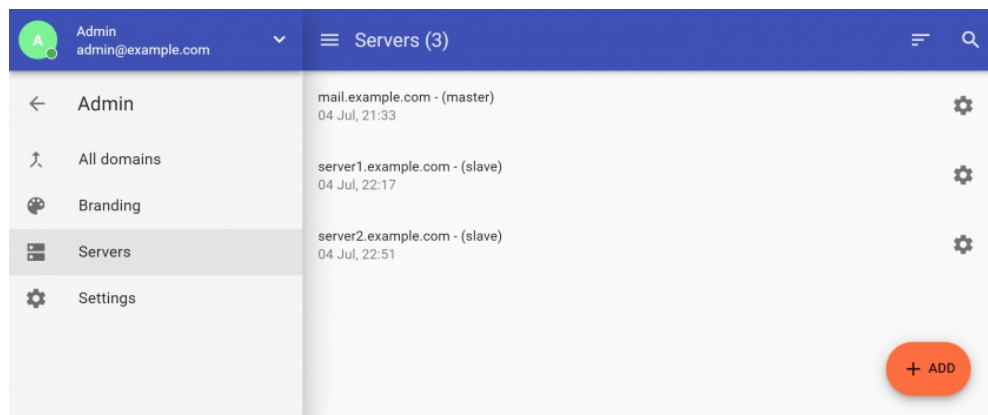 A
Admin
admin@example.com
Servers (3)
Admin
All domains
Branding
Servers
Settings
mail.example.com - (master)
04 Jul, 21:33
server1.example.com - (slave)
04 Jul, 22:17
server2.example.com - (slave)
04 Jul, 22:51
+ ADD